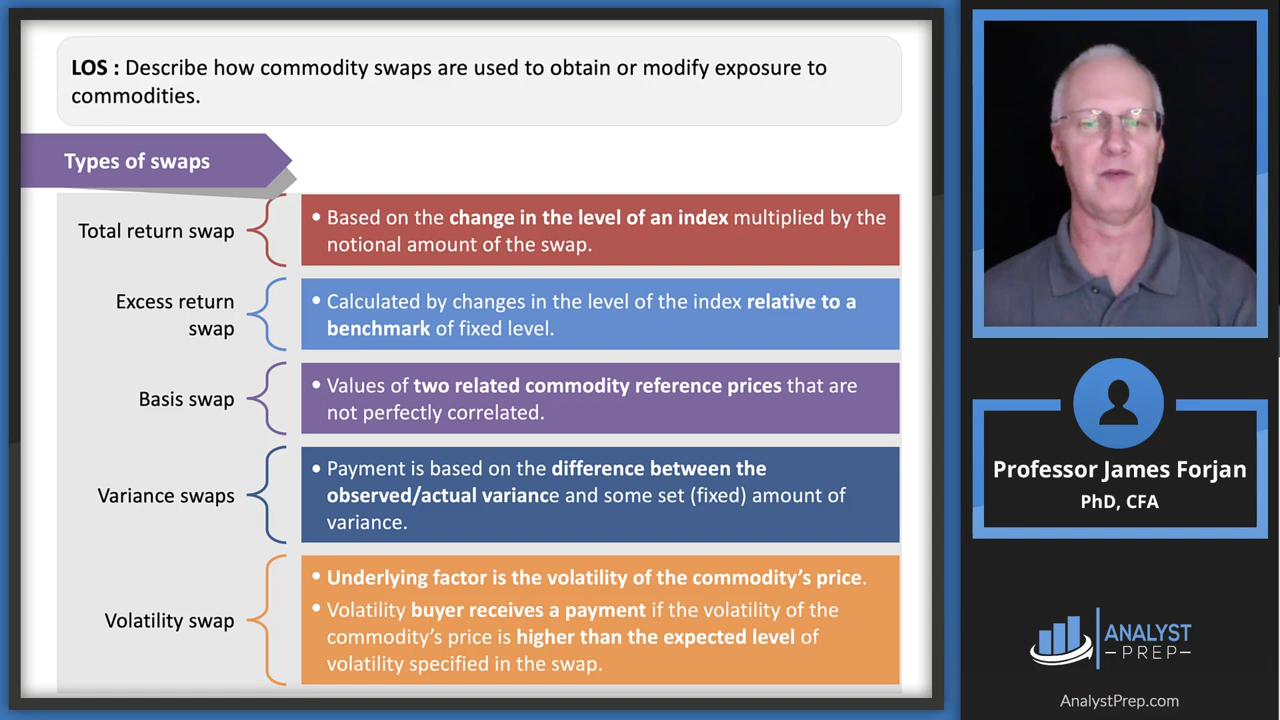 LOS : Describe how commodity swaps are used to obtain or modify exposure to
commodities.
Types of swaps
Total return swap
• Based on the change in the level of an index multiplied by the
notional amount of the swap.
Excess return
swap
• Calculated by changes in the level of the index relative to a
benchmark of fixed level.
Basis swap
• Values of two related commodity reference prices that are
not perfectly correlated.
Variance swaps
• Payment is based on the difference between the
observed/actual variance and some set (fixed) amount of
variance.
Volatility swap
• Underlying factor is the volatility of the commodity’s price.
• Volatility buyer receives a payment if the volatility of the
commodity’s price is higher than the expected level of
volatility specified in the swap.
Professor James Forjan
PhD, CFA
ANALYST
PREP
AnalystPrep.com